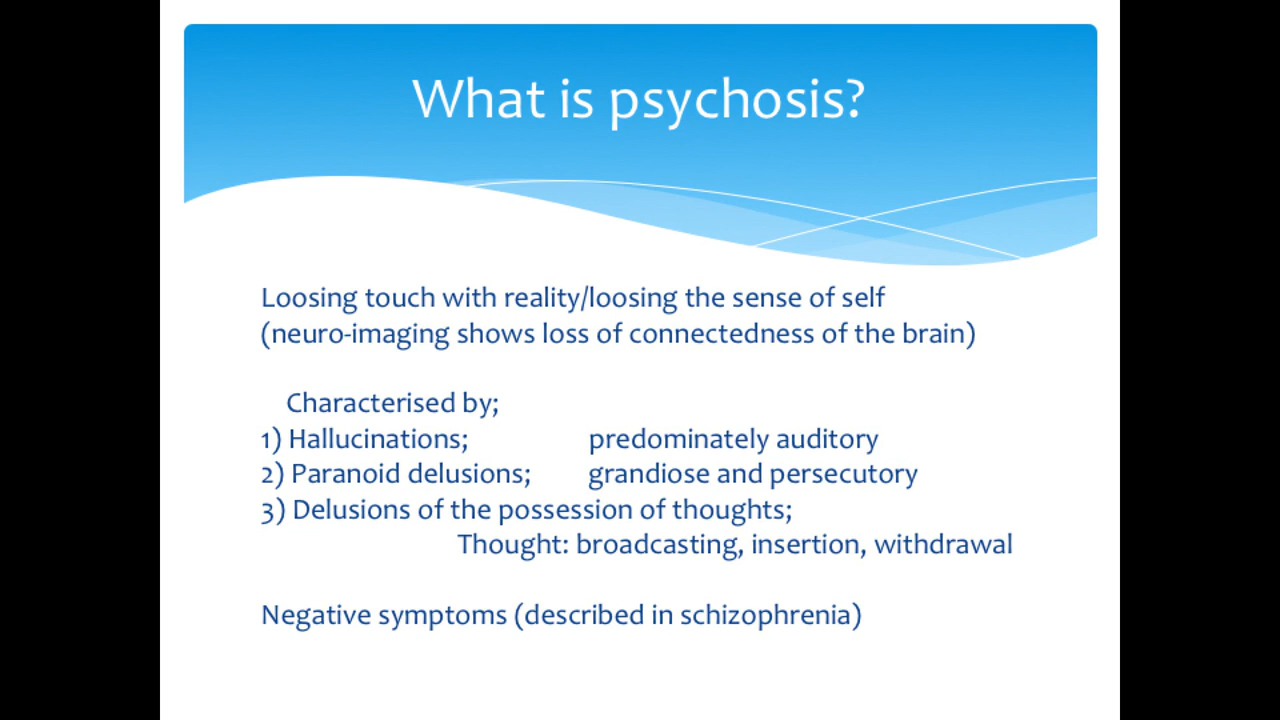 What is psychosis?
Loosing touch with reality/loosing the sense of self
(neuro-imaging shows loss of connectedness of the brain)
Characterised by;
1) Hallucinations; predominately auditory
2) Paranoid delusions; grandiose and persecutory
3) Delusions of the possession of thoughts;
Thought: broadcasting, insertion, withdrawal
Negative symptoms (described in schizophrenia)